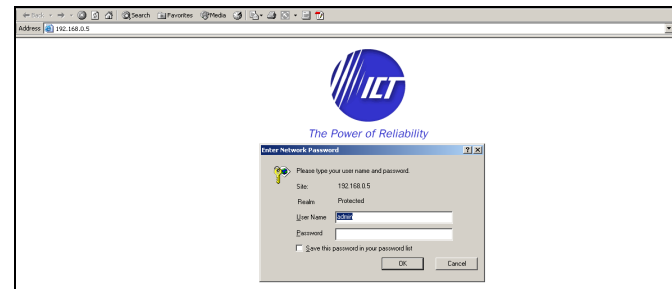 Back
Search Favorites Media
Address 192.168.0.5
ICT
The Power of Reliability
Enter Network Password
Please type your user name and password.
Site: 192.168.0.5
Realm Protected
User Name admin
Password
Save this password in your password list
OK Cancel